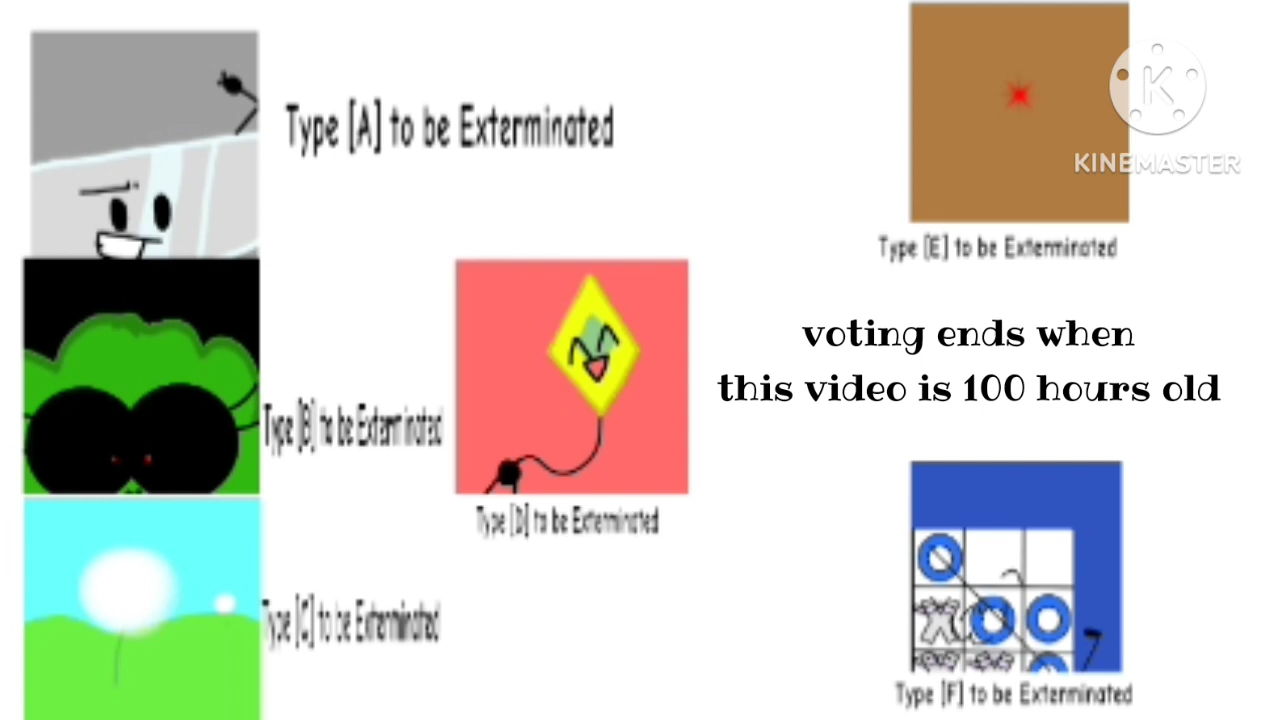 Type [A] to be Exterminated
Type [B] to be Exterminated
Type [C] to be Exterminated
Type [D] to be Exterminated
KINEMASTER
Type [E] to be Exterminated
voting ends when
this video is 100 hours old
Type [F] to be Exterminated